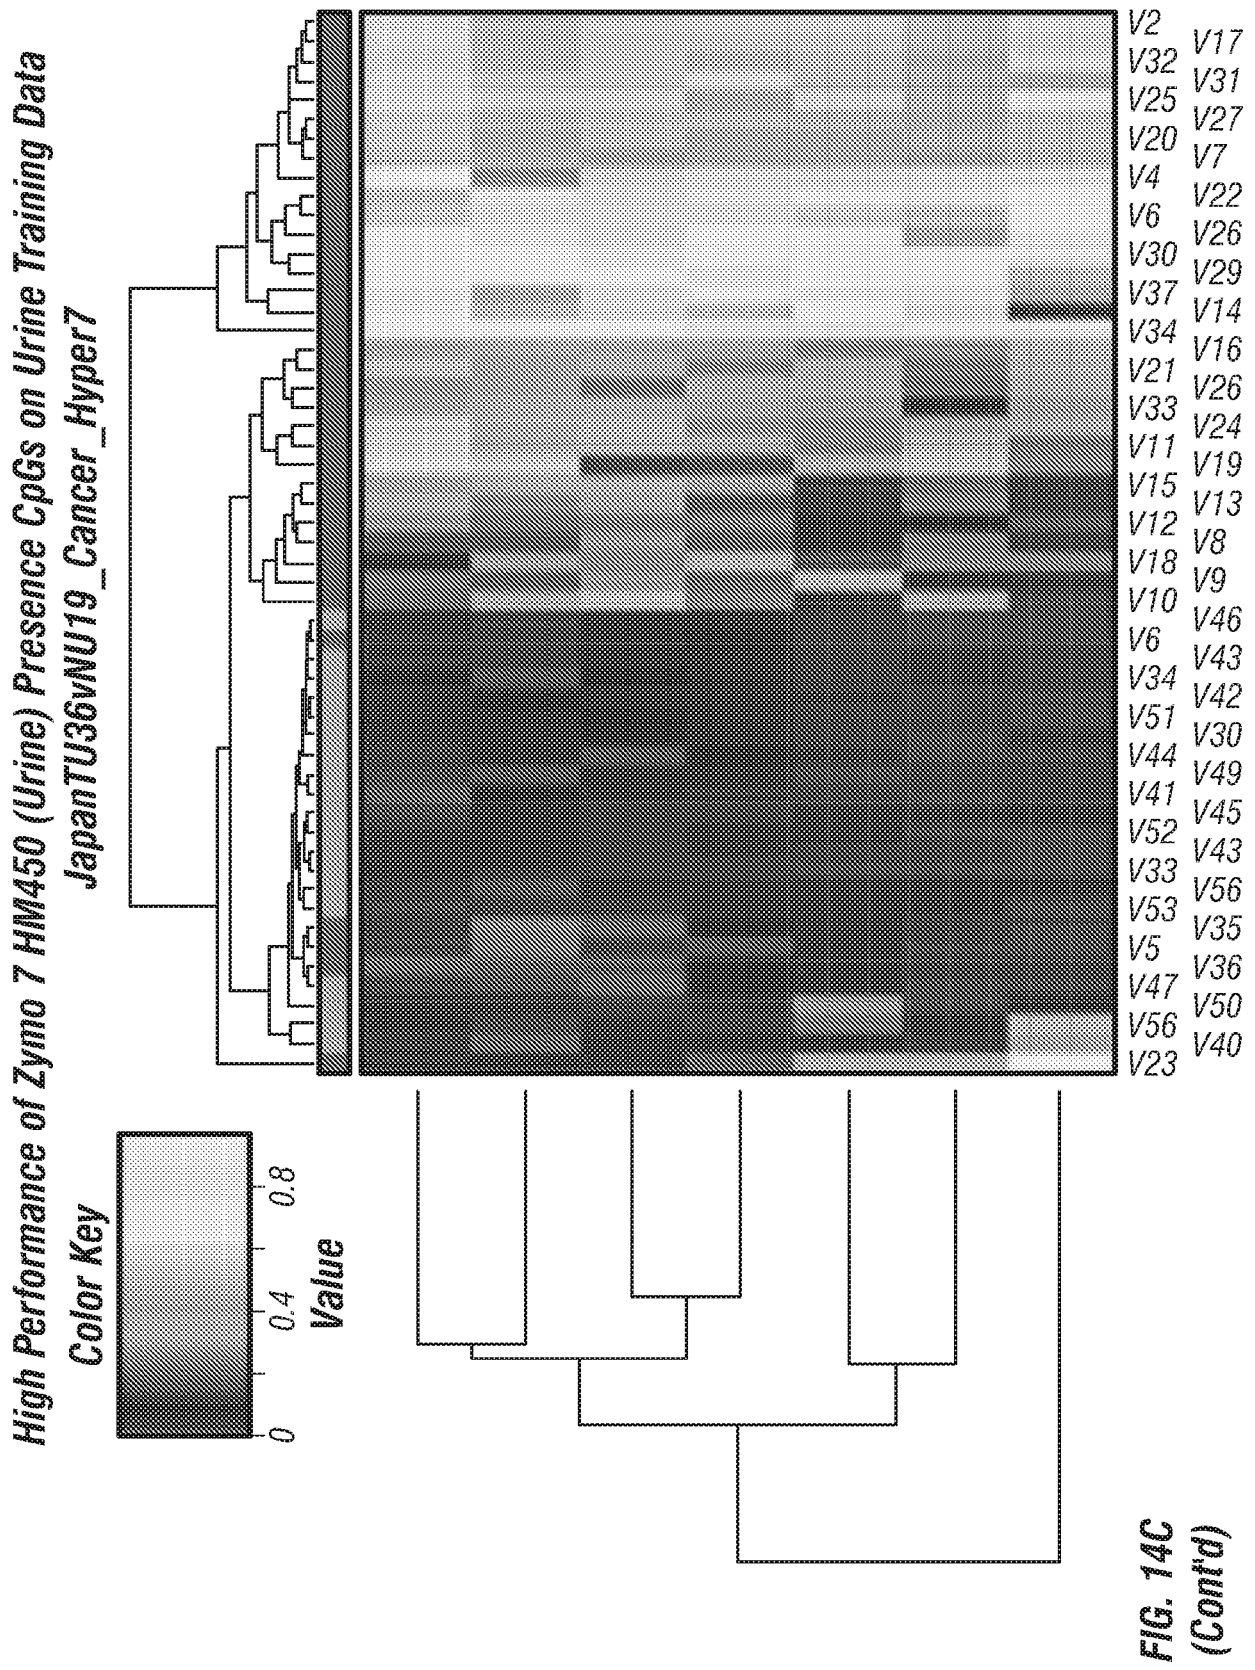 High Performance of Zymo 7 HM450 (Urine) Presence CpGs on Urine Training Data
JapanTU36vNU19_Cancer_Hyper7
Color Key
0 0.4 0.8
Value
V2
V17
V32
V31
V25
V27
V20
V7
V4
V22
V6
V26
V30
V29
V37
V14
V34
V16
V21
V26
V33
V24
V11
V19
V15
V13
V12
V8
V18
V9
V10
V46
V6
V43
V34
V42
V51
V30
V44
V49
V41
V45
V52
V43
V33
V56
V53
V35
V5
V36
V47
V50
V56
V40
V23
FIG. 14C
(Cont'd)